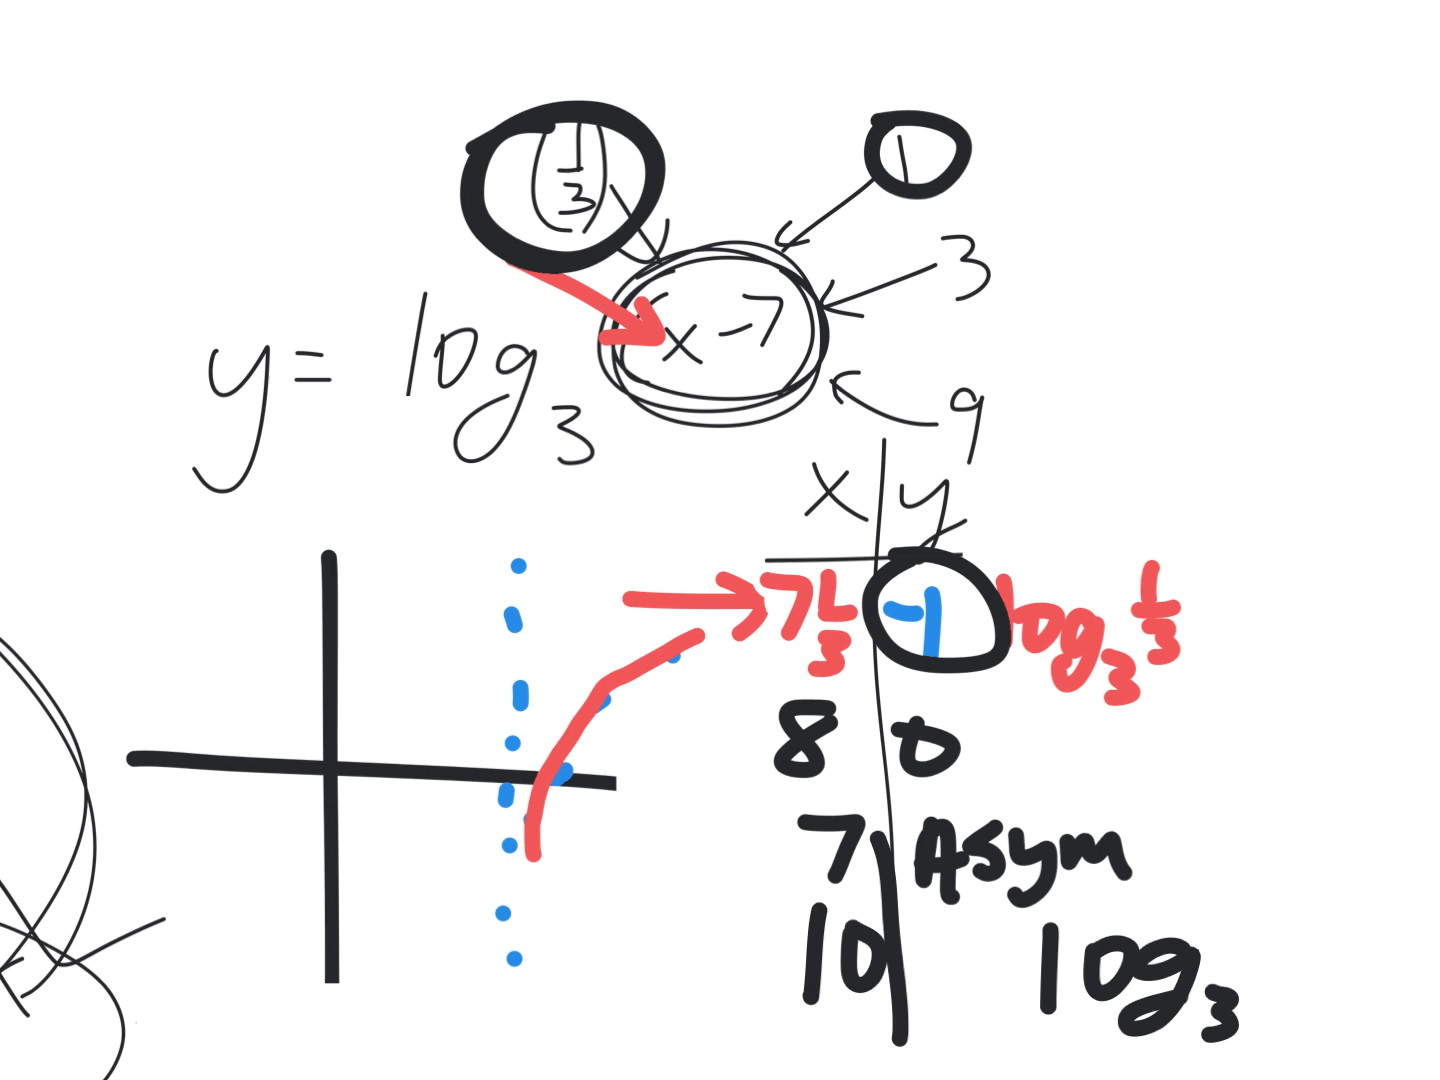 (1/3) 1
3
y = log₃(x - 7)
9
x y
7 1/3 -1 log₃ 1/3
8 0
7 Asym
10 log₃